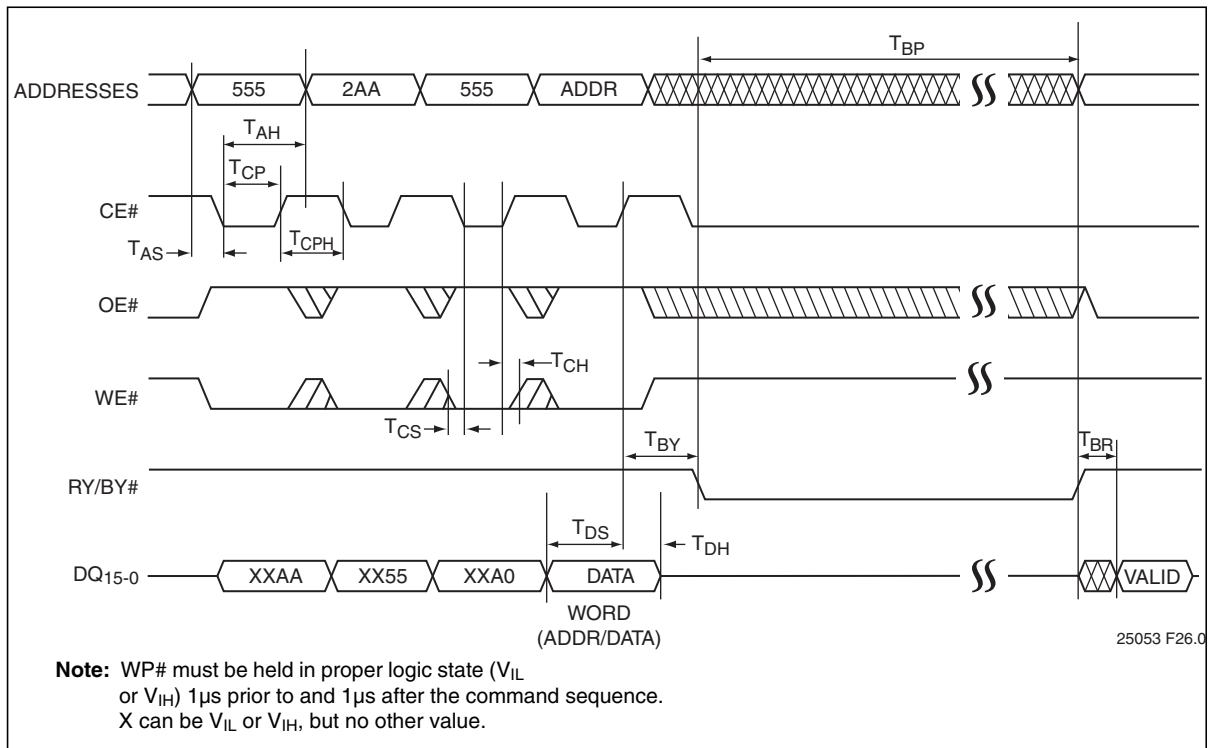 T_BP
ADDRESSES 555 2AA 555 ADDR
T_AH
T_CP
CE#
T_AS T_CPH
OE#
T_CH
WE#
T_CS
T_BY T_BR
RY/BY#
T_DS T_DH
DQ15-0 XXAA XX55 XXA0 DATA VALID
WORD
(ADDR/DATA)
25053 F26.0
Note: WP# must be held in proper logic state (V_IL
or V_IH) 1µs prior to and 1µs after the command sequence.
X can be V_IL or V_IH, but no other value.